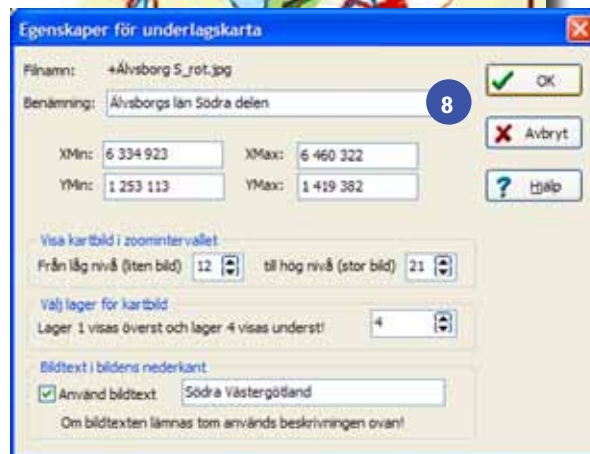 Egenskaper för underlagskarta
Filnamn: +Älvsborg S_rot.jpg
OK
Benämning: Älvsborgs län Södra delen
8
Avbryt
XMin: 6 334 923 XMax: 6 460 322
YMin: 1 253 113 YMax: 1 419 382
Hjälp
Visa kartbild i zoomintervallet
Från låg nivå (liten bild) 12 till hög nivå (stor bild) 21
Välj lager för kartbild
Lager 1 visas överst och lager 4 visas underst! 4
Bildtext i bildens nederkant
Använd bildtext Södra Västergötland
Om bildtexten lämnas tom används beskrivningen ovan!